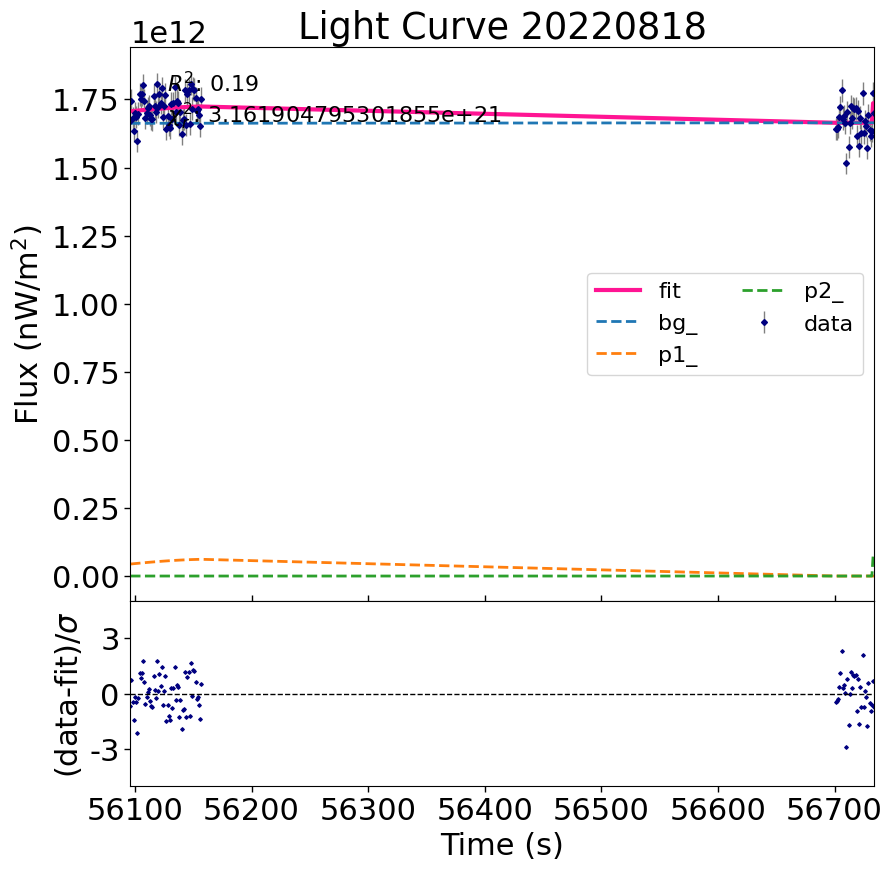 Light Curve 20220818
1e12
R²: 0.19
: 3.161904795301855e+21
1.75
1.50
1.25
1.00
0.75
0.50
0.25
0.00
Flux (nW/m²)
fit
bg_
p1_
p2_
data
3
0
-3
(data-fit)/σ
56100 56200 56300 56400 56500 56600 56700
Time (s)